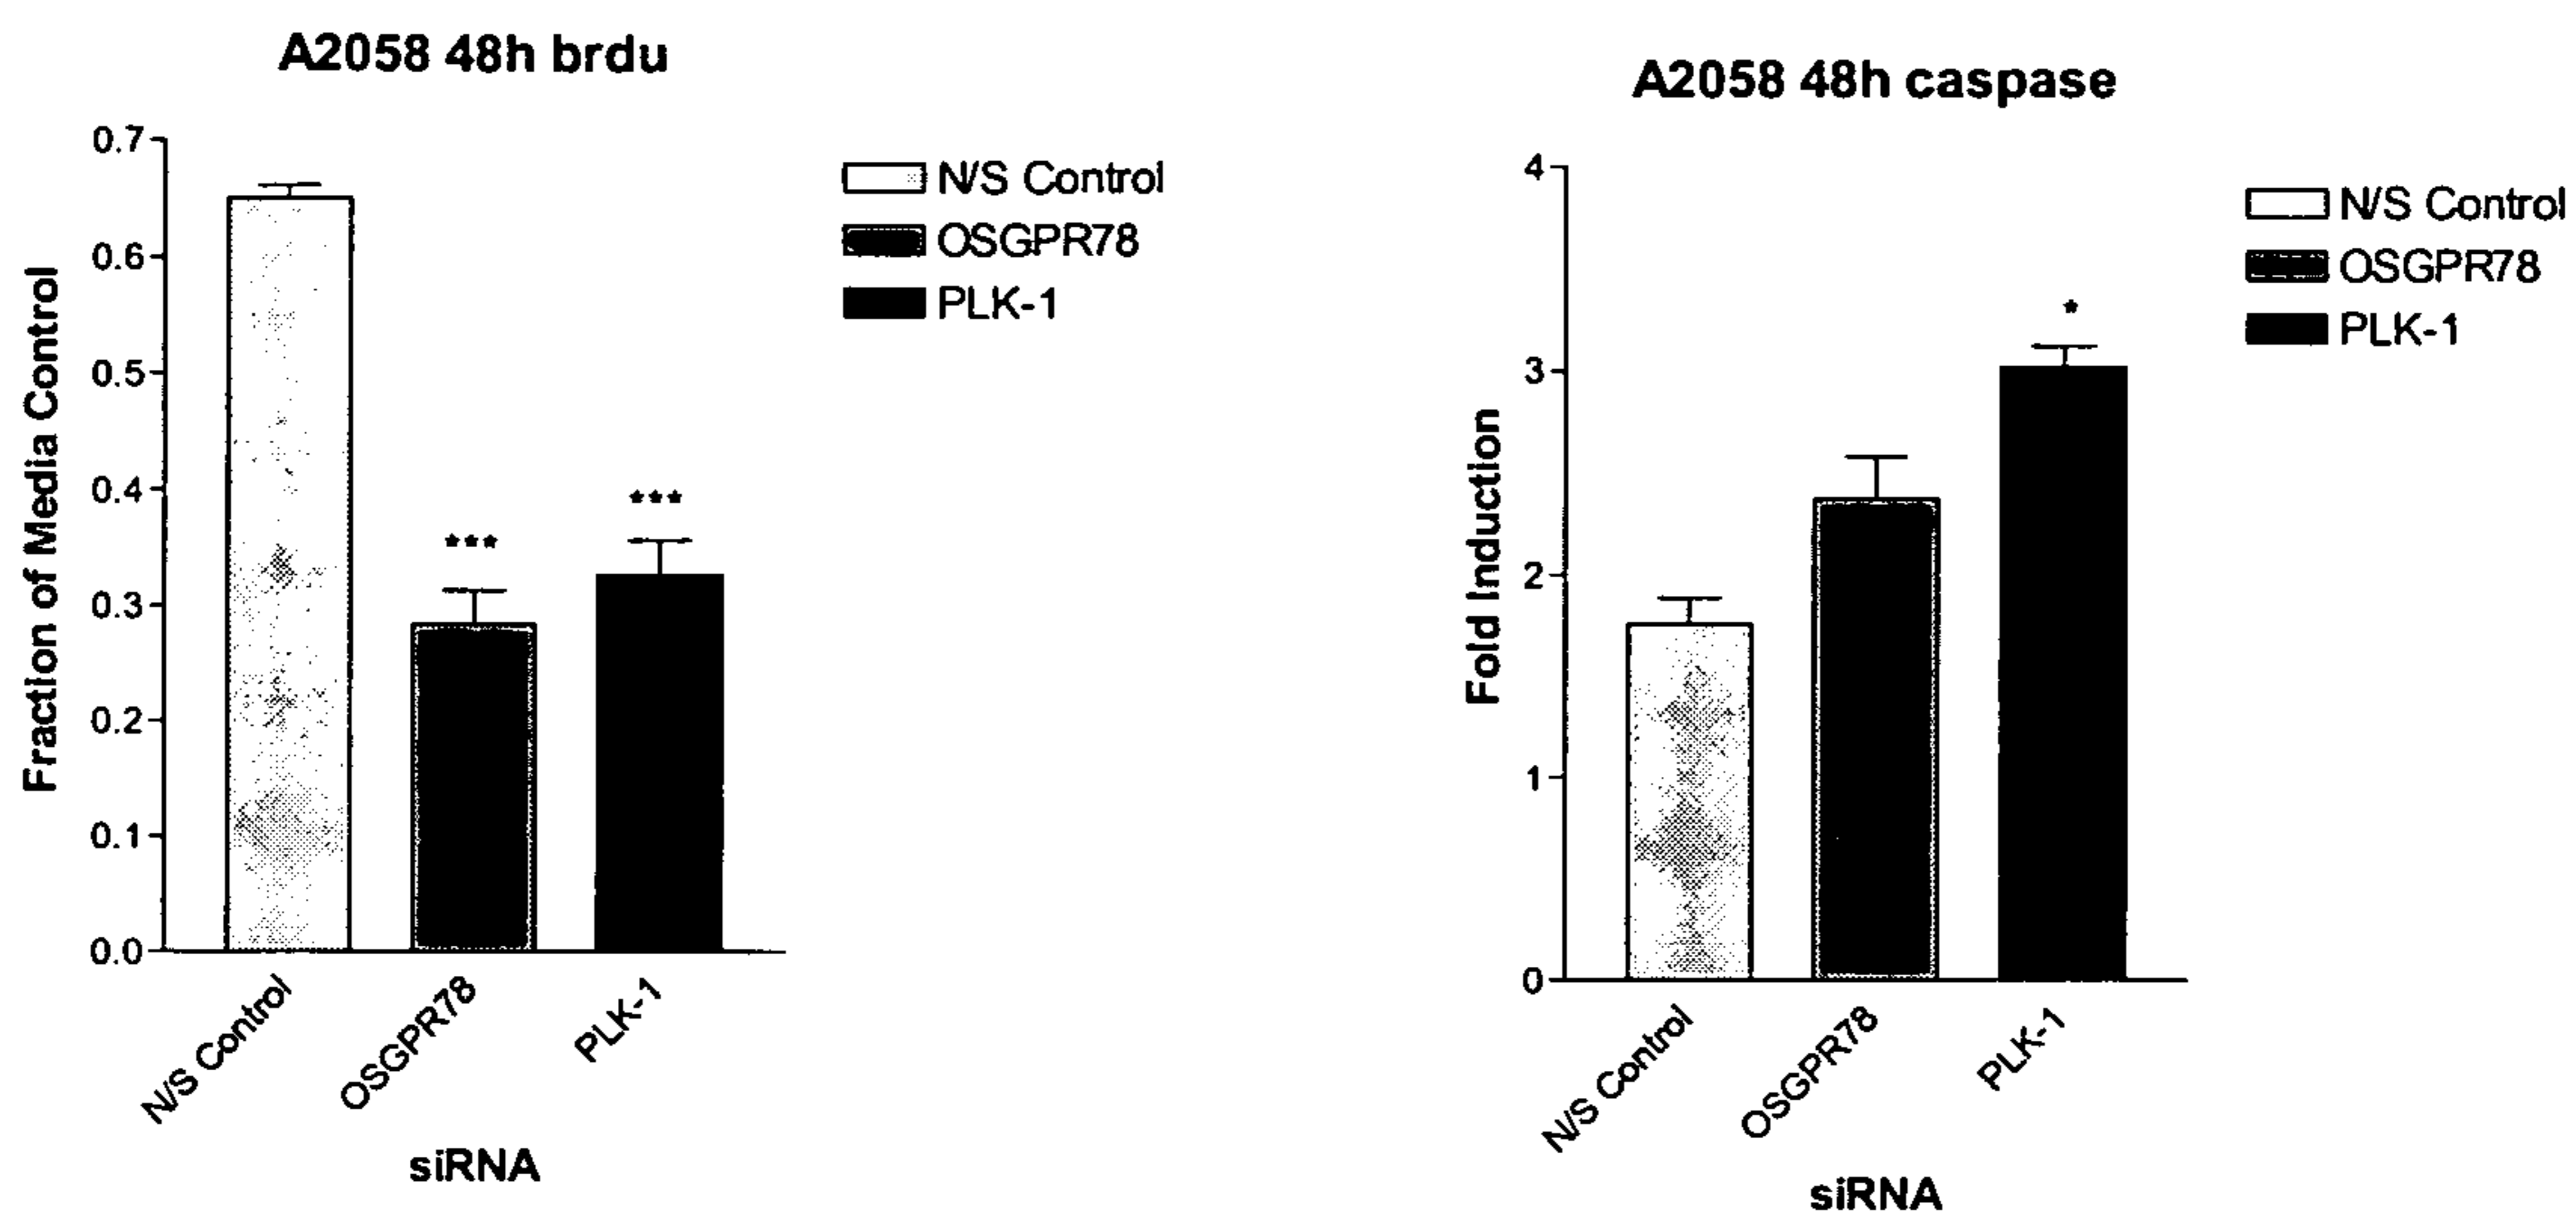 A2058 48h brdu
Fraction of Media Control
0.7
0.6
0.5
0.4
0.3
0.2
0.1
0.0
***
***
N/S Control
OSGPR78
PLK-1
siRNA
N/S Control
OSGPR78
PLK-1
A2058 48h caspase
Fold Induction
4
3
2
1
0
*
N/S Control
OSGPR78
PLK-1
siRNA
N/S Control
OSGPR78
PLK-1